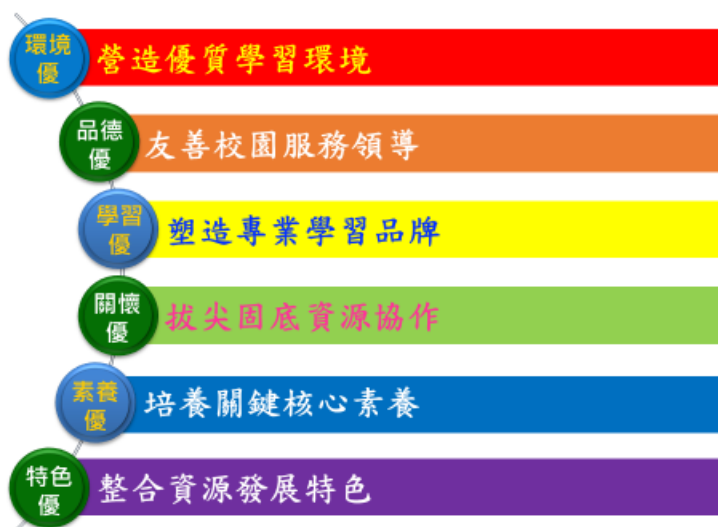 環境
優
營造優質學習環境
品德
優
友善校園服務領導
學習
優
塑造專業學習品牌
關懷
優
拔尖固底資源協作
素養
優
培養關鍵核心素養
特色
優
整合資源發展特色